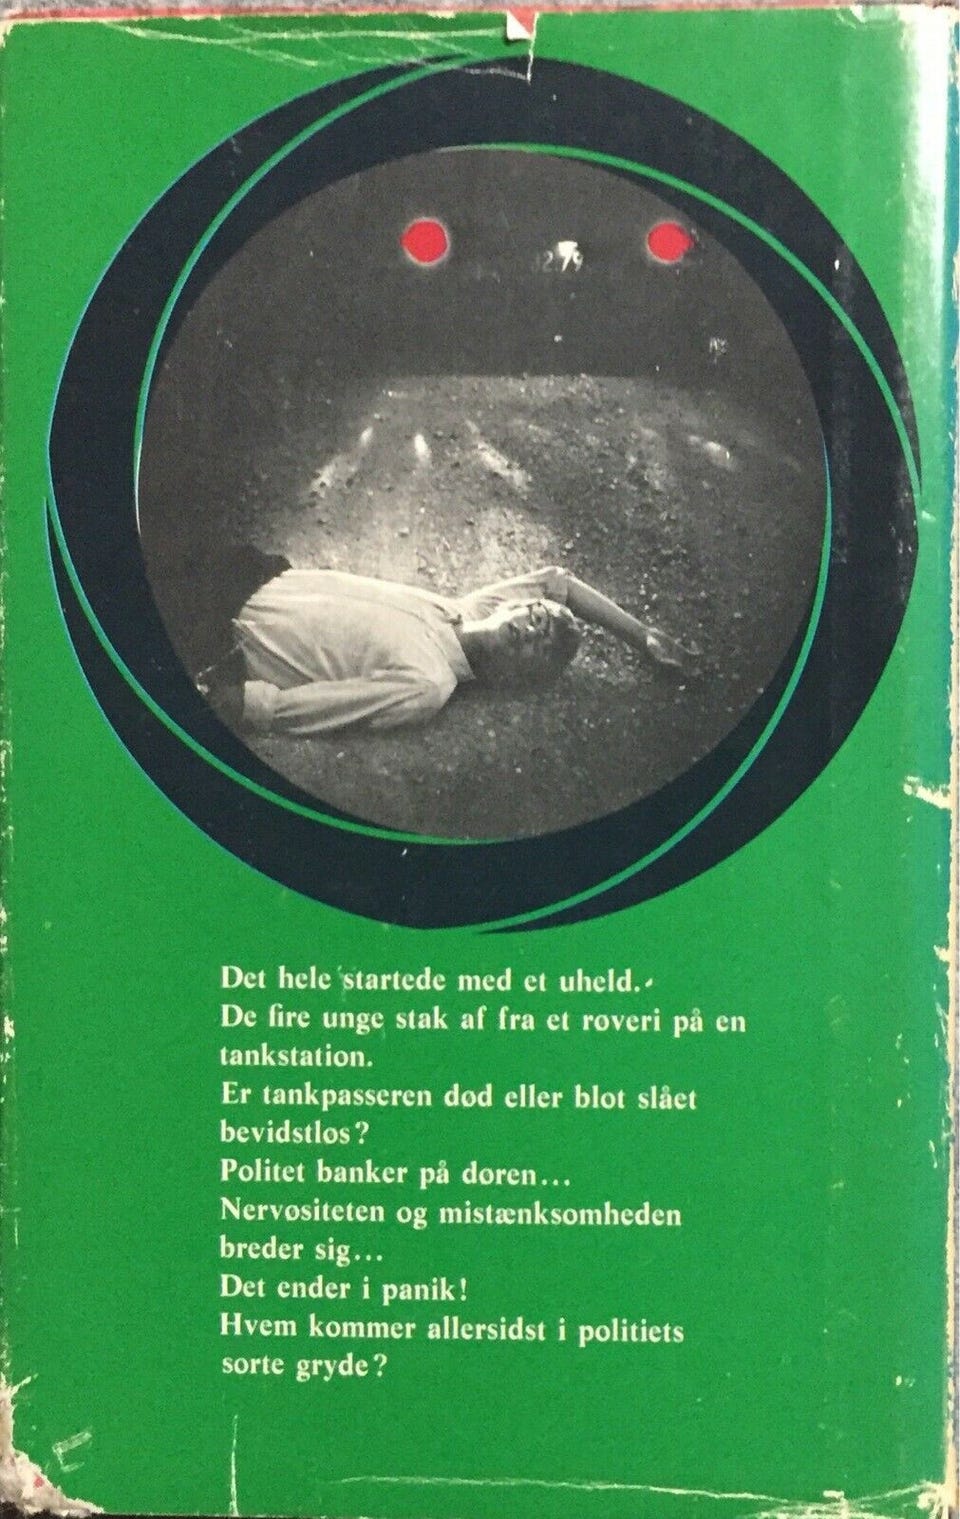 Det hele startede med et uheld..
De fire unge stak af fra et røveri på en
tankstation.
Er tankpasseren død eller blot slået
bevidstløs?
Politet banker på døren...
Nervøsiteten og mistænksomheden
breder sig...
Det ender i panik!
Hvem kommer allersidst i politiets
sorte gryde?